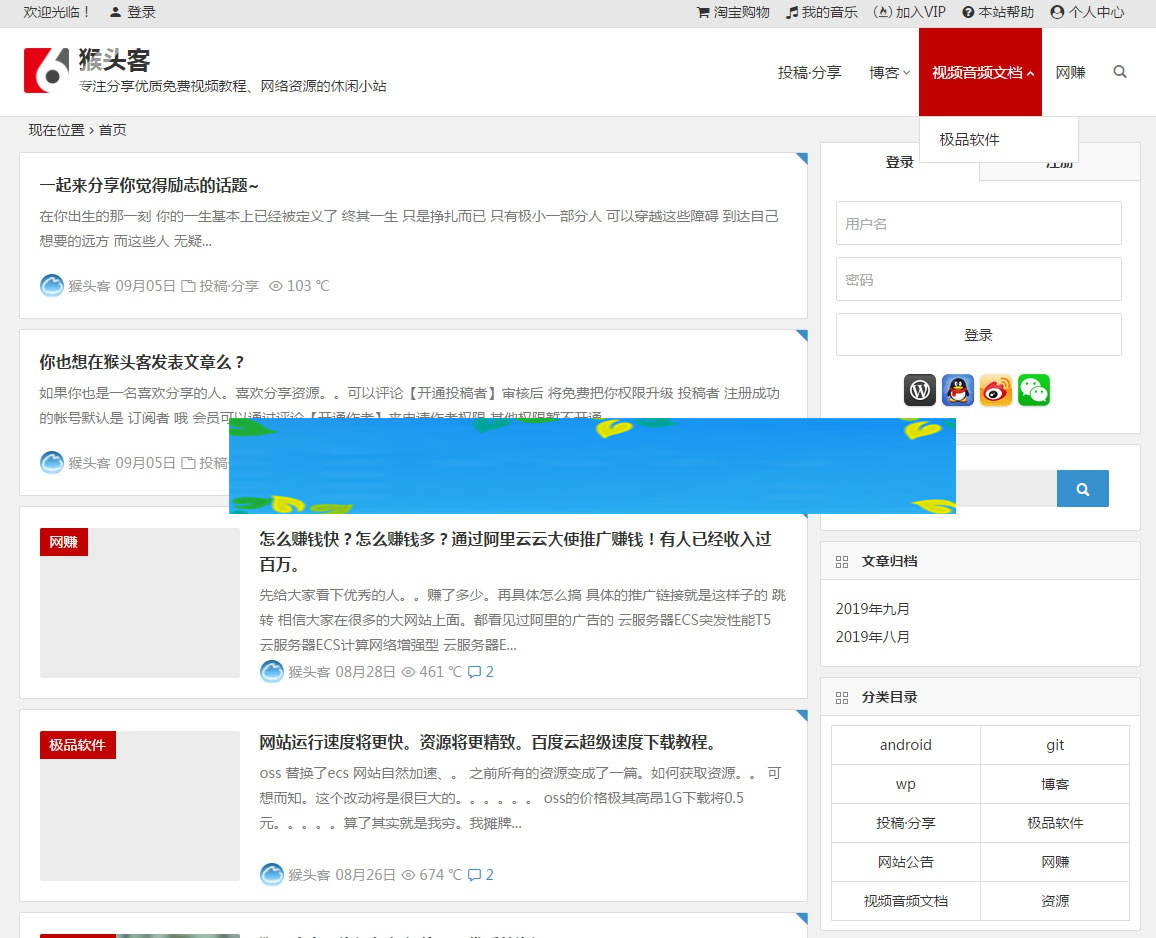 欢迎光临！ 登录
淘宝购物 我的音乐 加入VIP 本站帮助 个人中心
猴头客
专注分享优质免费视频教程、网络资源的休闲小站
投稿·分享 博客 视频音频文档 网赚
极品软件
现在位置 › 首页
一起来分享你觉得励志的话题~
在你出生的那一刻 你的一生基本上已经被定义了 终其一生 只是挣扎而已 只有极小一部分人 可以穿越这些障碍 到达自己
想要的远方 而这些人 无疑...
猴头客 09月05日 投稿·分享 103 ℃
你也想在猴头客发表文章么？
如果你也是一名喜欢分享的人。喜欢分享资源。。可以评论【开通投稿者】审核后 将免费把你权限升级 投稿者 注册成功
的帐号默认是 订阅者 哦 会员可以通过评论【开通作者】来申请作者权限 其他权限暂不开通
猴头客 09月05日 投稿
网赚
怎么赚钱快？怎么赚钱多？通过阿里云云大使推广赚钱！有人已经收入过
百万。
先给大家看下优秀的人。。赚了多少。再具体怎么搞 具体的推广链接就是这样子的 跳
转 相信大家在很多的大网站上面。都看见过阿里的广告的 云服务器ECS突发性能T5
云服务器ECS计算网络增强型 云服务器E...
猴头客 08月28日 461 ℃ 2
极品软件
网站运行速度将更快。资源将更精致。百度云超级速度下载教程。
oss 替换了ecs 网站自然加速、。 之前所有的资源变成了一篇。如何获取资源。。 可
想而知。这个改动将是很巨大的。。。。。。 oss的价格极其高昂1G下载将0.5
元。。。。。算了其实就是我穷。我摊牌...
猴头客 08月26日 674 ℃ 2
登录 注册
用户名
密码
登录
文章归档
2019年九月
2019年八月
分类目录
android git
wp 博客
投稿·分享 极品软件
网站公告 网赚
视频音频文档 资源